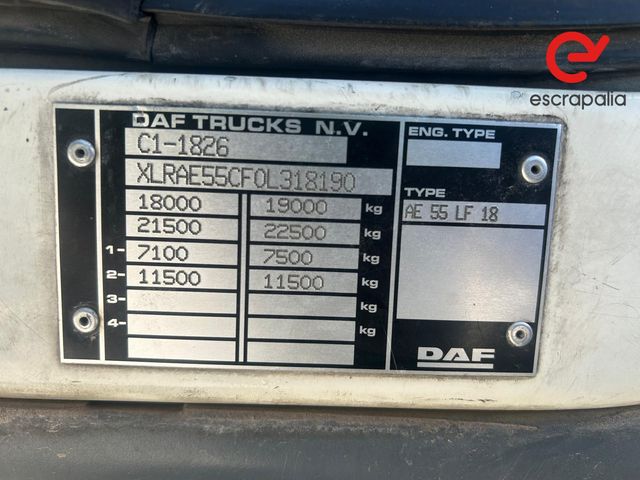 escrapalia
DAF TRUCKS N.V.
C1-1826
XLRAE55CF0L318190
18000 19000 kg
21500 22500 kg
1- 7100 7500 kg
2- 11500 11500 kg
3- kg
4- kg
ENG. TYPE
TYPE
AE 55 LF 18
DAF